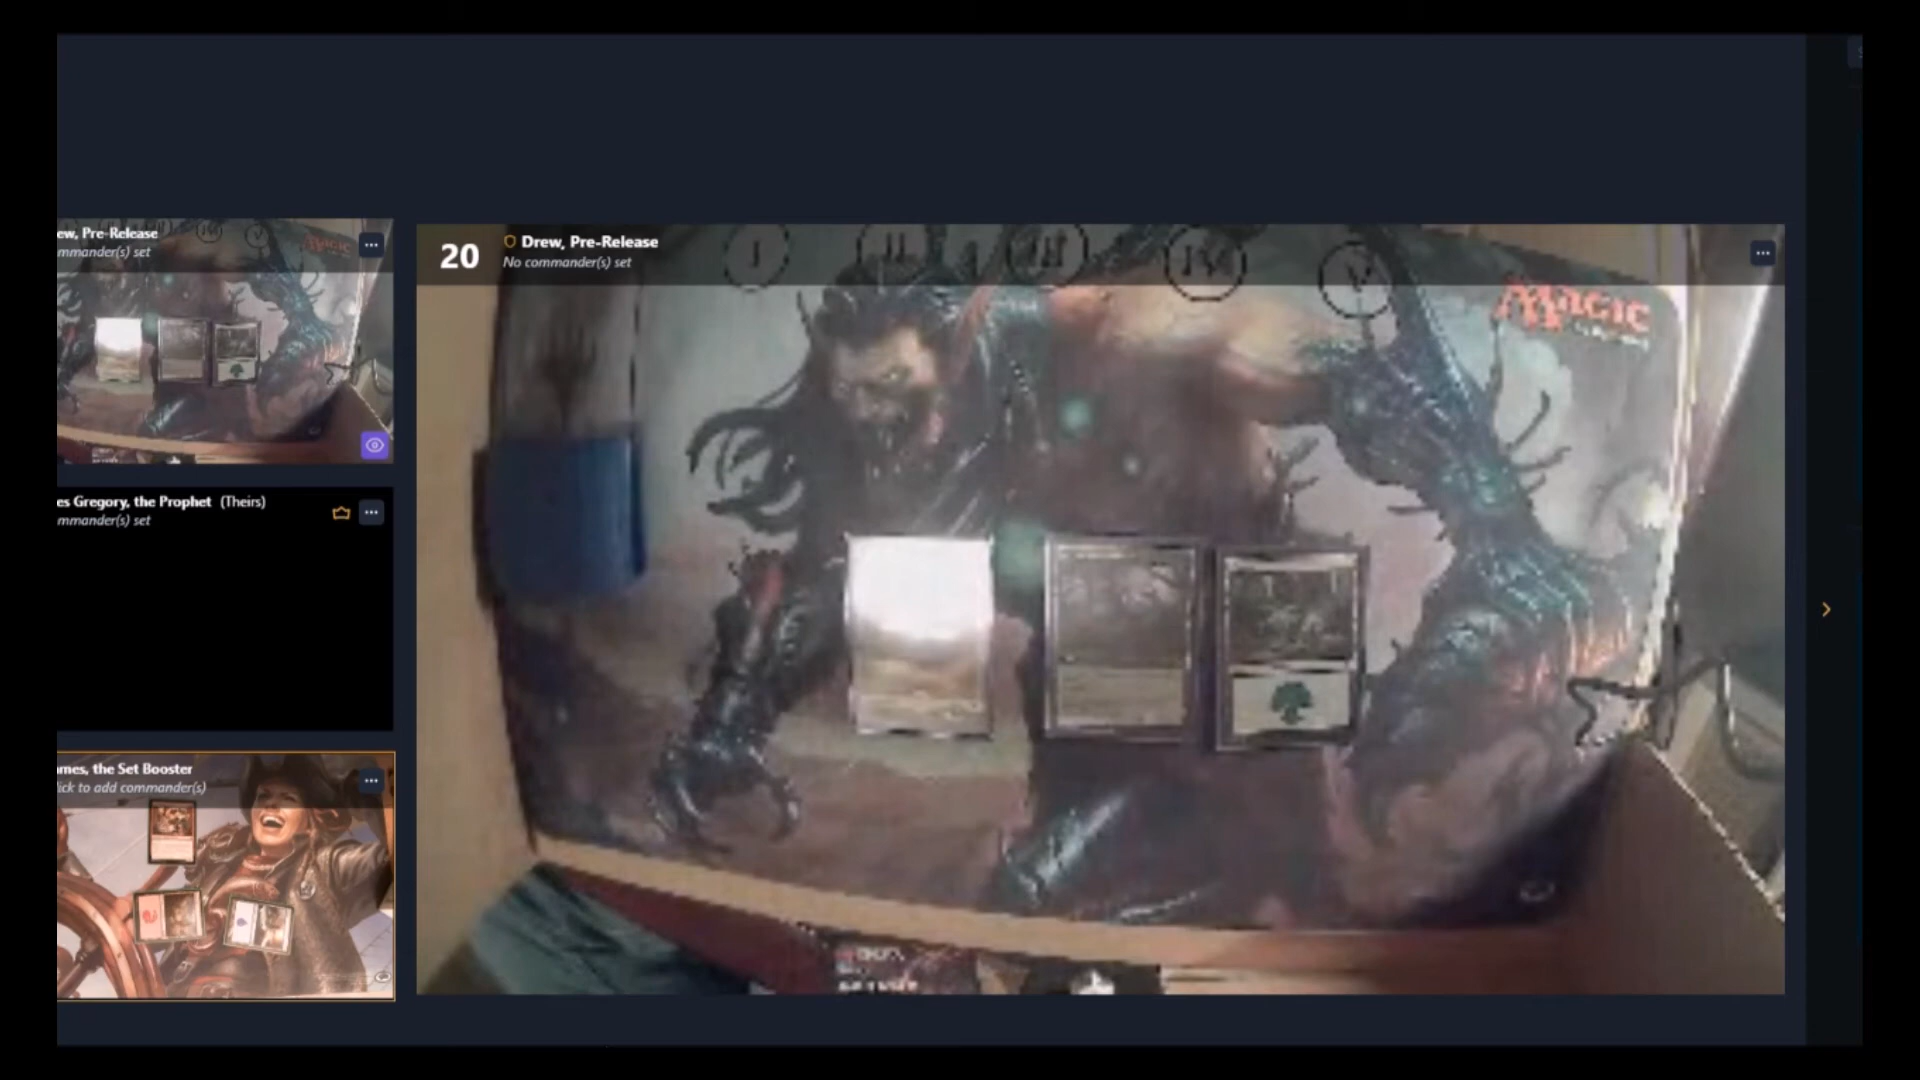 ew, Pre-Release
mmander(s) set
es Gregory, the Prophet (Theirs)
mmander(s) set
ames, the Set Booster
lick to add commander(s)
20 Drew, Pre-Release
No commander(s) set
I II III IV V
MAGIC